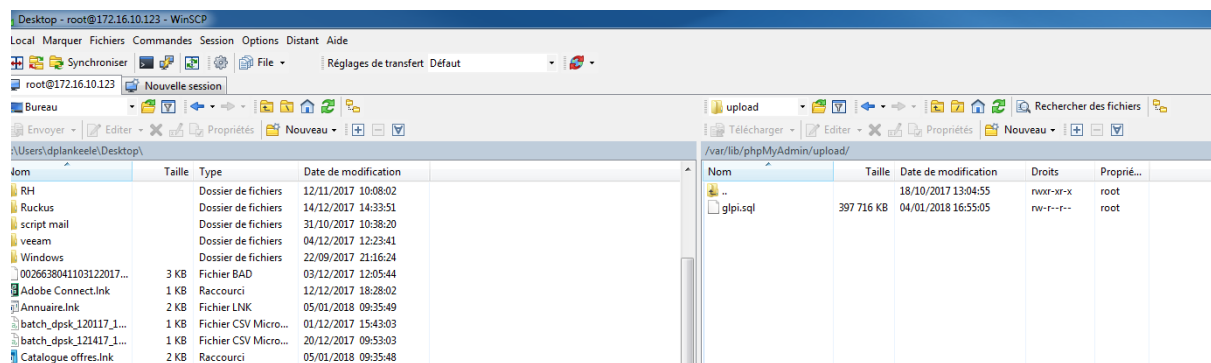 Desktop - root@172.16.10.123 - WinSCP
Local Marquer Fichiers Commandes Session Options Distant Aide
Synchroniser File Réglages de transfert Défaut
root@172.16.10.123 Nouvelle session
Bureau upload Rechercher des fichiers
Envoyer Editer Propriétés Nouveau Télécharger Editer Propriétés Nouveau
:\Users\dplankeele\Desktop\ /var/lib/phpMyAdmin/upload/
Nom Taille Type Date de modification Nom Taille Date de modification Droits Proprié...
RH Dossier de fichiers 12/11/2017 10:08:02 .. 18/10/2017 13:04:55 rwxr-xr-x root
Ruckus Dossier de fichiers 14/12/2017 14:33:51 glpi.sql 397 716 KB 04/01/2018 16:55:05 rw-r--r-- root
script mail Dossier de fichiers 31/10/2017 10:38:20
veeam Dossier de fichiers 04/12/2017 12:23:41
Windows Dossier de fichiers 22/09/2017 21:16:24
0026638041103122017... 3 KB Fichier BAD 03/12/2017 12:05:44
Adobe Connect.lnk 1 KB Raccourci 12/12/2017 18:28:02
Annuaire.lnk 2 KB Fichier LNK 05/01/2018 09:35:49
batch_dpsk_120117_1... 1 KB Fichier CSV Micro... 01/12/2017 15:43:03
batch_dpsk_121417_1... 1 KB Fichier CSV Micro... 20/12/2017 09:53:03
Catalogue offres.lnk 2 KB Raccourci 05/01/2018 09:35:48